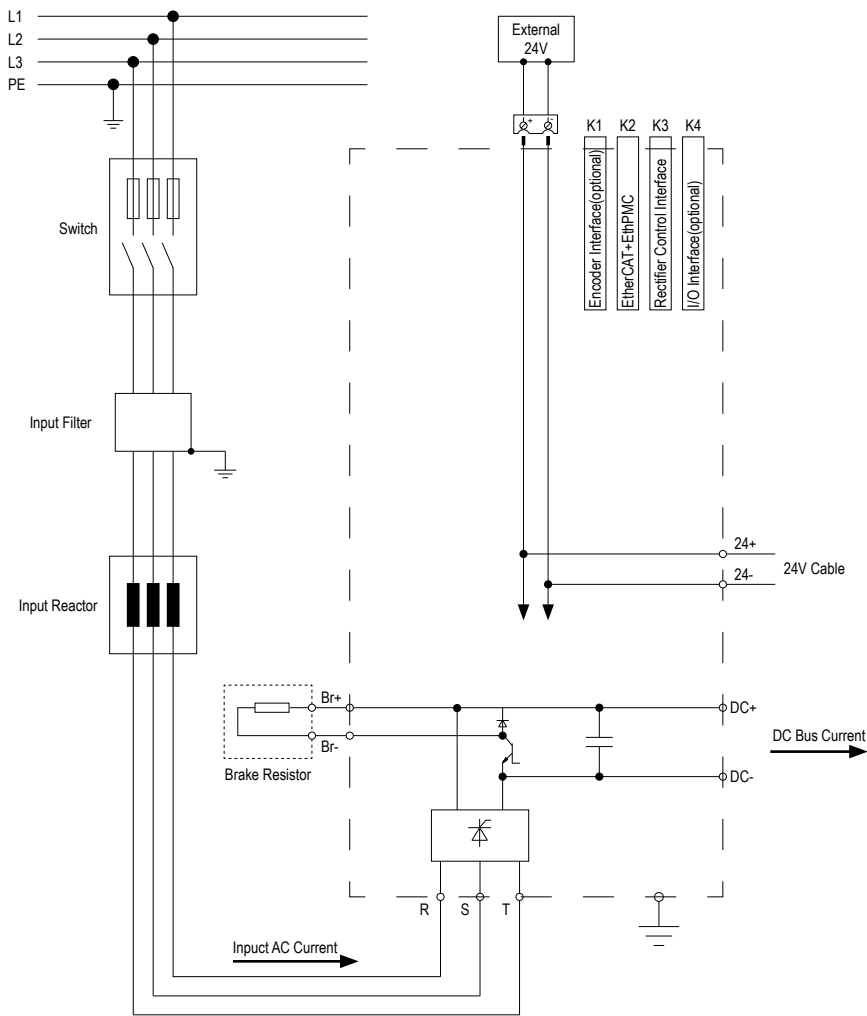 L1
L2
L3
PE
External
24V
+
-
K1
K2
K3
K4
Encoder Interface(optional)
EtherCAT+EthPMC
Rectifier Control Interface
I/O Interface(optional)
Switch
Input Filter
24+
24-
24V Cable
Input Reactor
Br+
Br-
Brake Resistor
DC+
DC-
DC Bus Current
R
S
T
Inpuct AC Current